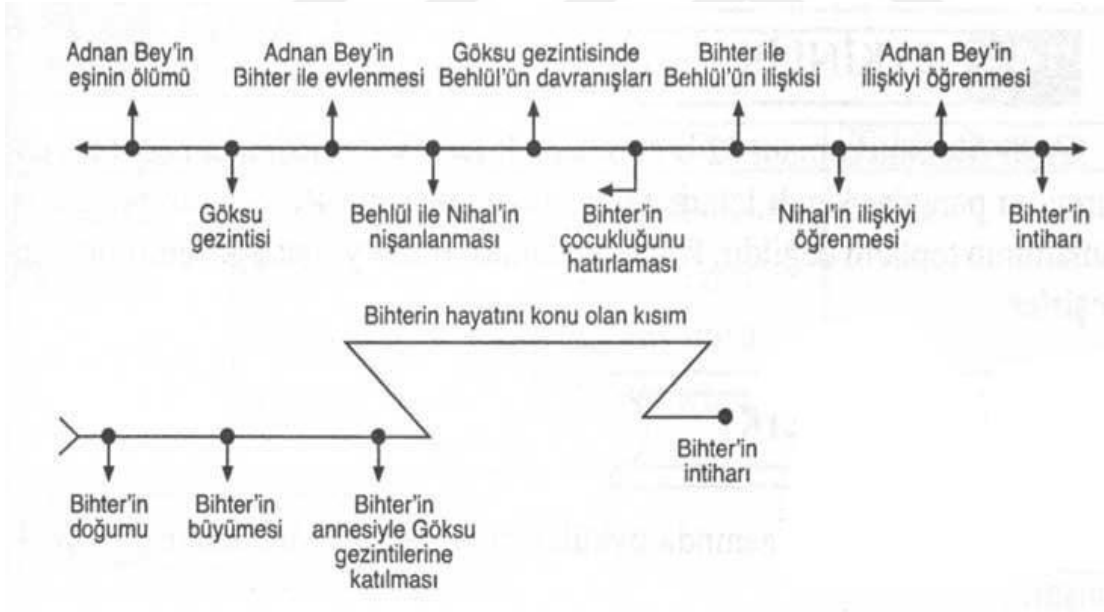 Adnan Bey'in
eşinin ölümü
Adnan Bey'in
Bihter ile evlenmesi
Göksu gezintisinde
Behlül'ün davranışları
Bihter ile
Behlül'ün ilişkisi
Adnan Bey'in
ilişkiyi öğrenmesi
Göksu
gezintisi
Behlül ile Nihal'in
nişanlanması
Bihter'in
çocukluğunu
hatırlaması
Nihal'in ilişkiyi
öğrenmesi
Bihter'in
intiharı
Bihterin hayatını konu olan kısım
Bihter'in
intiharı
Bihter'in
doğumu
Bihter'in
büyümesi
Bihter'in
annesiyle Göksu
gezintilerine
katılması